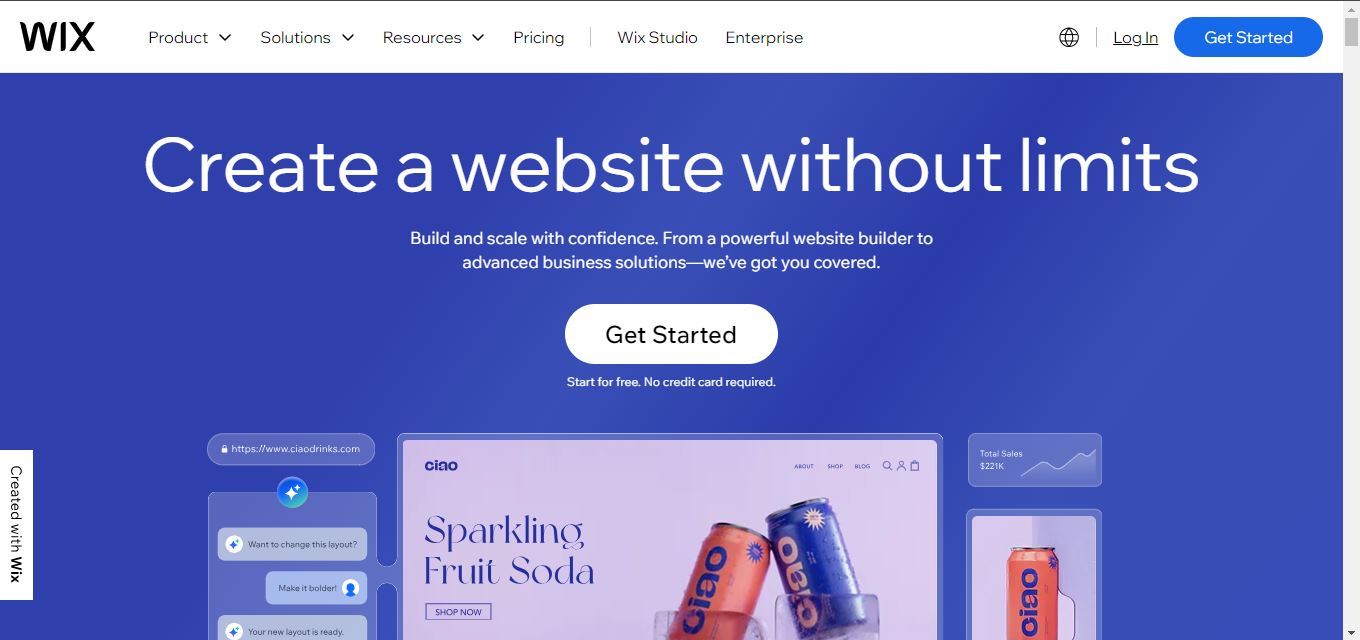 WIX
Product
Solutions
Resources
Pricing
Wix Studio
Enterprise
Log In
Get Started
Create a website without limits
Build and scale with confidence. From a powerful website builder to
advanced business solutions—we've got you covered.
Get Started
Start for free. No credit card required.
Created with Wix
https://www.ciaodrinks.com
Want to change this layout?
Make it bolder!
Your new layout is ready.
ciao
ABOUT
SHOP
BLOG
Sparkling
Fruit Soda
SHOP NOW
ciao
ciao
Total Sales
$221K
ciao